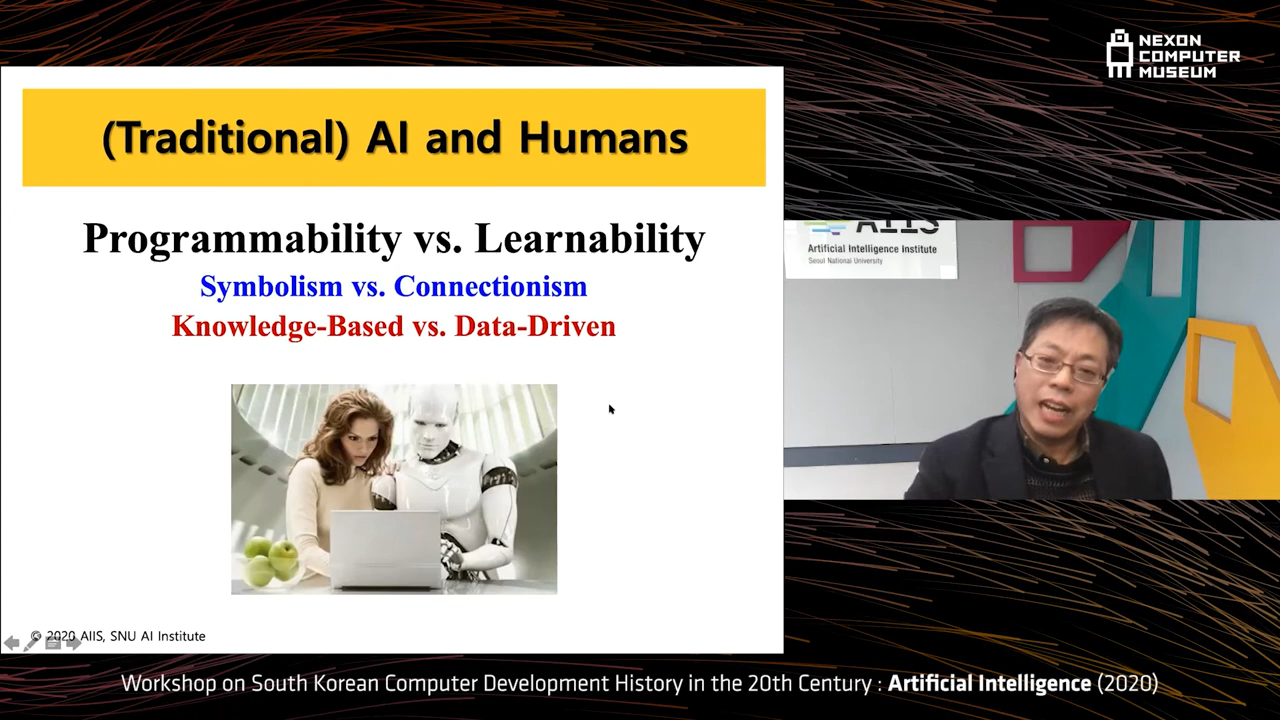 NEXON
COMPUTER
MUSEUM
(Traditional) AI and Humans
Programmability vs. Learnability
Symbolism vs. Connectionism
Knowledge-Based vs. Data-Driven
© 2020 AIIS, SNU AI Institute
AIIS
Artificial Intelligence Institute
Seoul National University
Workshop on South Korean Computer Development History in the 20th Century : Artificial Intelligence (2020)